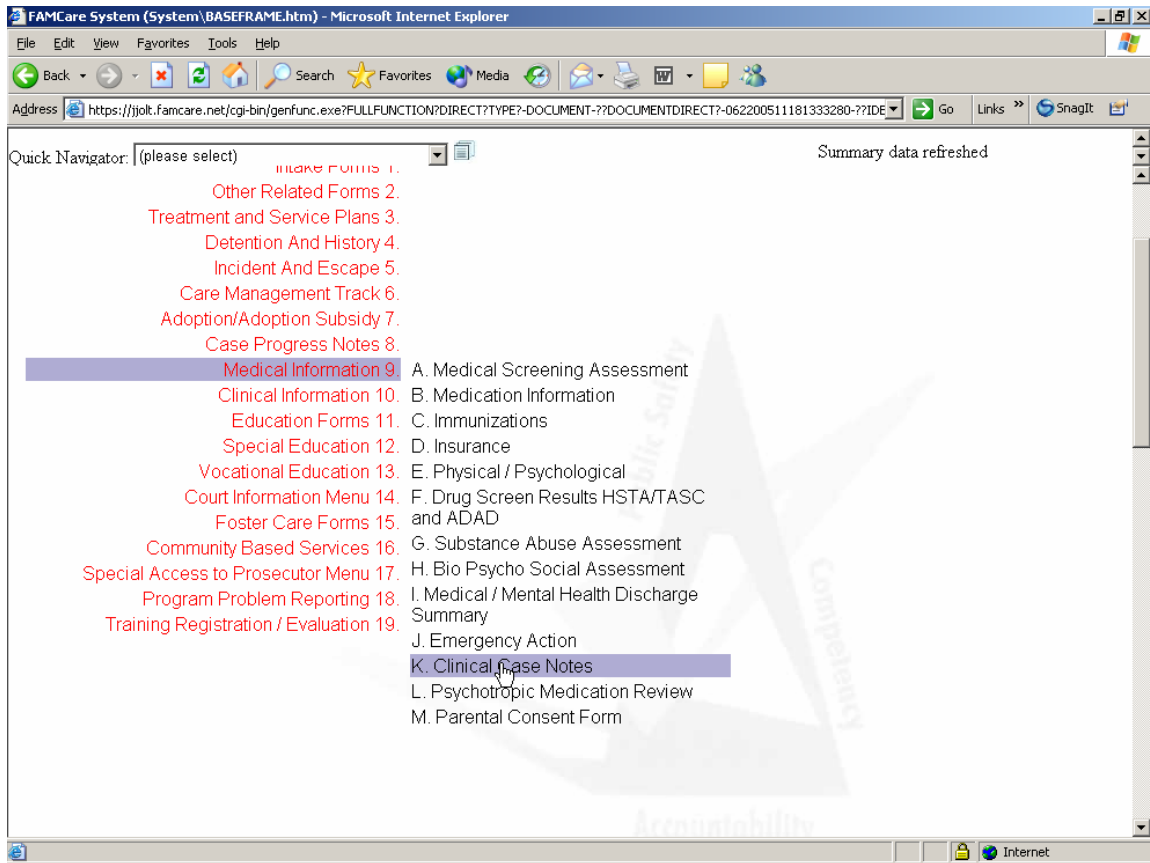 FAMCare System (System\BASEFRAME.htm) - Microsoft Internet Explorer
File Edit View Favorites Tools Help
Back Search Favorites Media
Address https://jjolt.famcare.net/cgi-bin/genfunc.exe?FULLFUNCTION?DIRECT?TYPE?-DOCUMENT-??DOCUMENTDIRECT?-062200511181333280-??IDE Go Links » SnagIt
Quick Navigator: (please select) Summary data refreshed
Intake Forms 1.
Other Related Forms 2.
Treatment and Service Plans 3.
Detention And History 4.
Incident And Escape 5.
Care Management Track 6.
Adoption/Adoption Subsidy 7.
Case Progress Notes 8.
Medical Information 9.
Clinical Information 10.
Education Forms 11.
Special Education 12.
Vocational Education 13.
Court Information Menu 14.
Foster Care Forms 15.
Community Based Services 16.
Special Access to Prosecutor Menu 17.
Program Problem Reporting 18.
Training Registration / Evaluation 19.
A. Medical Screening Assessment
B. Medication Information
C. Immunizations
D. Insurance
E. Physical / Psychological
F. Drug Screen Results HSTA/TASC
and ADAD
G. Substance Abuse Assessment
H. Bio Psycho Social Assessment
I. Medical / Mental Health Discharge
Summary
J. Emergency Action
K. Clinical Case Notes
L. Psychotropic Medication Review
M. Parental Consent Form
Public Safety
Competency
Accountability
Internet